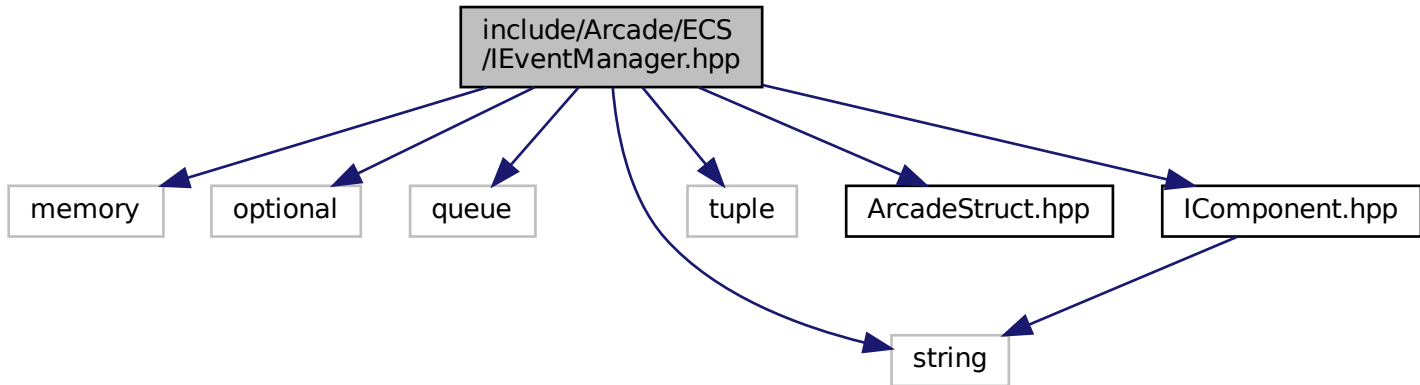 include/Arcade/ECS
/IEventManager.hpp
memory
optional
queue
tuple
ArcadeStruct.hpp
IComponent.hpp
string